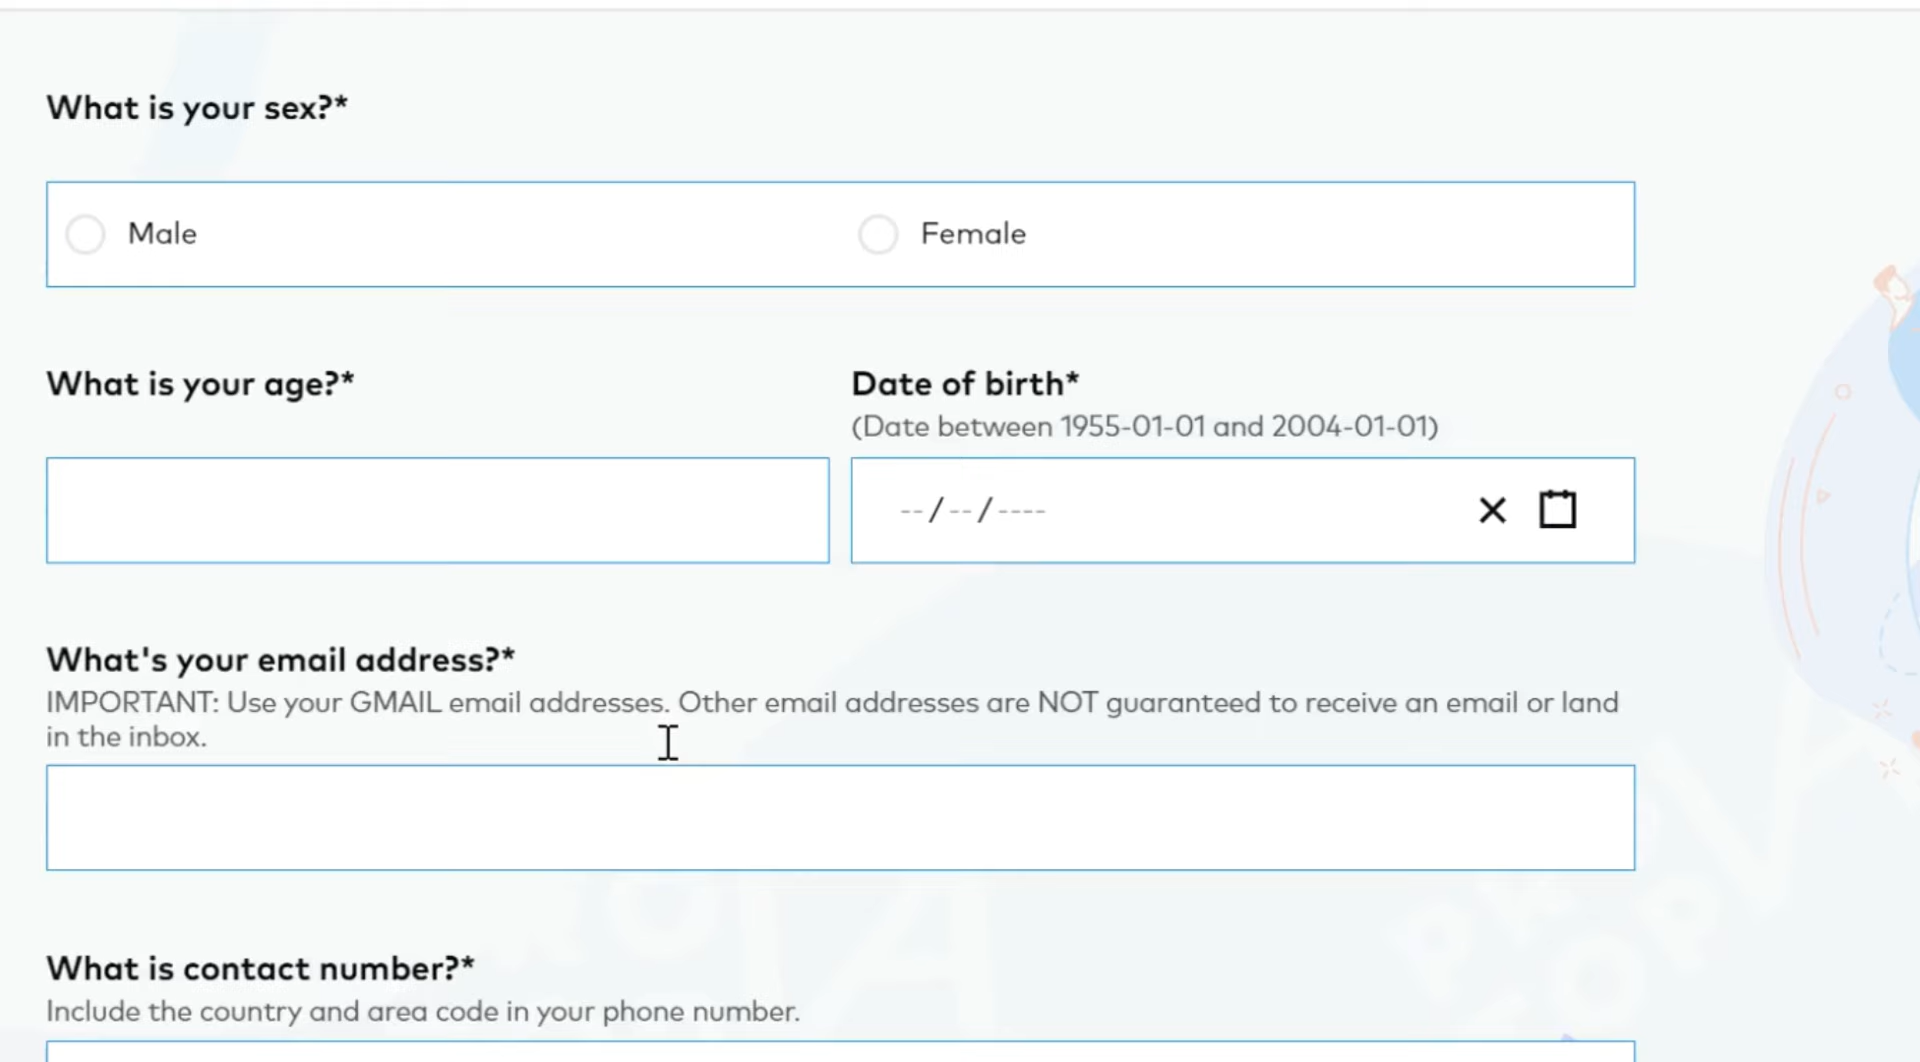 What is your sex?*
Male
Female
What is your age?*
Date of birth*
(Date between 1955-01-01 and 2004-01-01)
--/--/----
What's your email address?*
IMPORTANT: Use your GMAIL email addresses. Other email addresses are NOT guaranteed to receive an email or land
in the inbox.
What is contact number?*
Include the country and area code in your phone number.